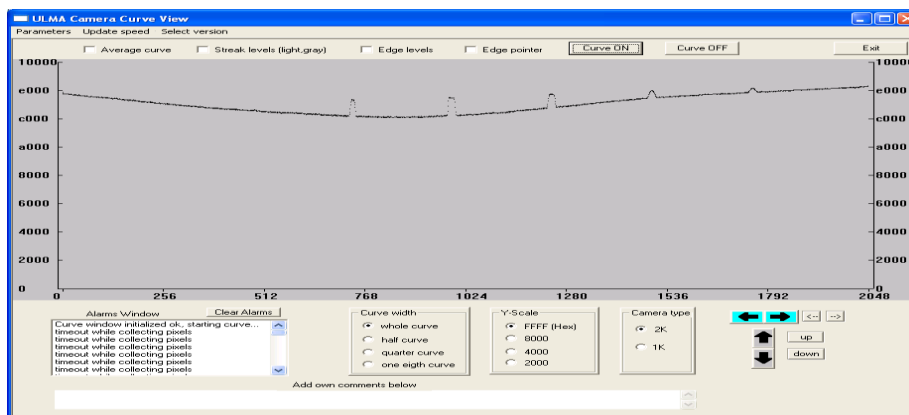 ULMA Camera Curve View
Parameters Update speed Select version
Average curve Streak levels (light,gray) Edge levels Edge pointer Curve ON Curve OFF Exit
10000 10000
e000 e000
c000 c000
a000 a000
8000 8000
6000 6000
4000 4000
2000 2000
0 0
0 256 512 768 1024 1280 1536 1792 2048
Alarms Window Clear Alarms
Curve window initialized ok, starting curve...
timeout while collecting pixels
timeout while collecting pixels
timeout while collecting pixels
timeout while collecting pixels
timeout while collecting pixels
timeout while collecting pixels
Curve width
whole curve
half curve
quarter curve
one eigth curve
Y-Scale
FFFF (Hex)
8000
4000
2000
Camera type
2K
1K
<-- -->
up
down
Add own comments below